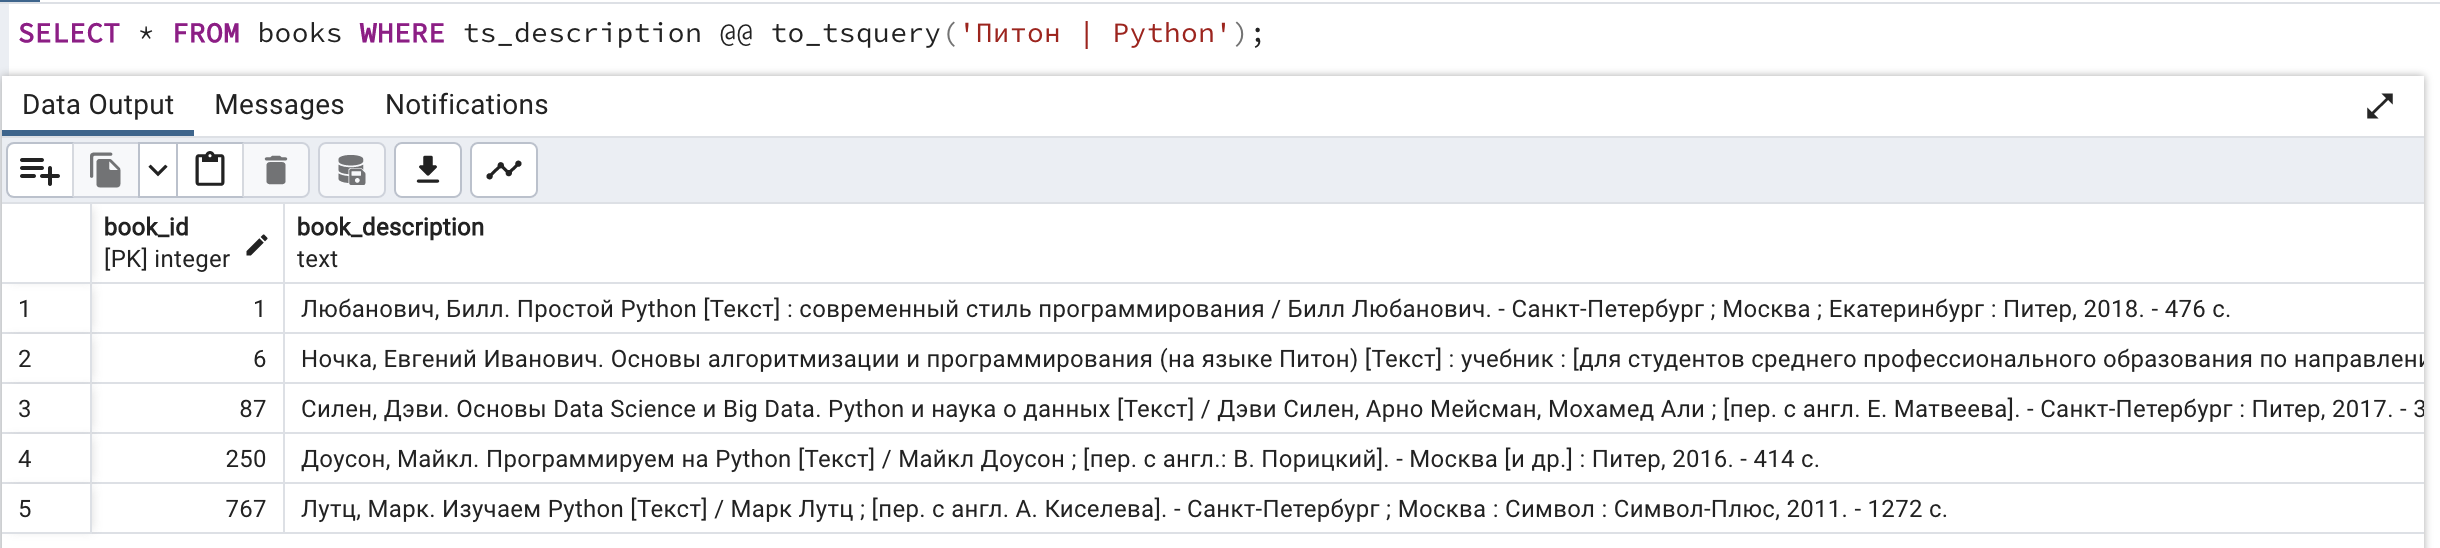 SELECT * FROM books WHERE ts_description @@ to_tsquery('Питон | Python');
Data Output Messages Notifications
book_id book_description
[PK] integer text
1 1 Любанович, Билл. Простой Python [Текст] : современный стиль программирования / Билл Любанович. - Санкт-Петербург ; Москва ; Екатеринбург : Питер, 2018. - 476 с.
2 6 Ночка, Евгений Иванович. Основы алгоритмизации и программирования (на языке Питон) [Текст] : учебник : [для студентов среднего профессионального образования по направлени
3 87 Силен, Дэви. Основы Data Science и Big Data. Python и наука о данных [Текст] / Дэви Силен, Арно Мейсман, Мохамед Али ; [пер. с англ. Е. Матвеева]. - Санкт-Петербург : Питер, 2017. - 3
4 250 Доусон, Майкл. Программируем на Python [Текст] / Майкл Доусон ; [пер. с англ.: В. Порицкий]. - Москва [и др.] : Питер, 2016. - 414 с.
5 767 Лутц, Марк. Изучаем Python [Текст] / Марк Лутц ; [пер. с англ. А. Киселева]. - Санкт-Петербург ; Москва : Символ : Символ-Плюс, 2011. - 1272 с.